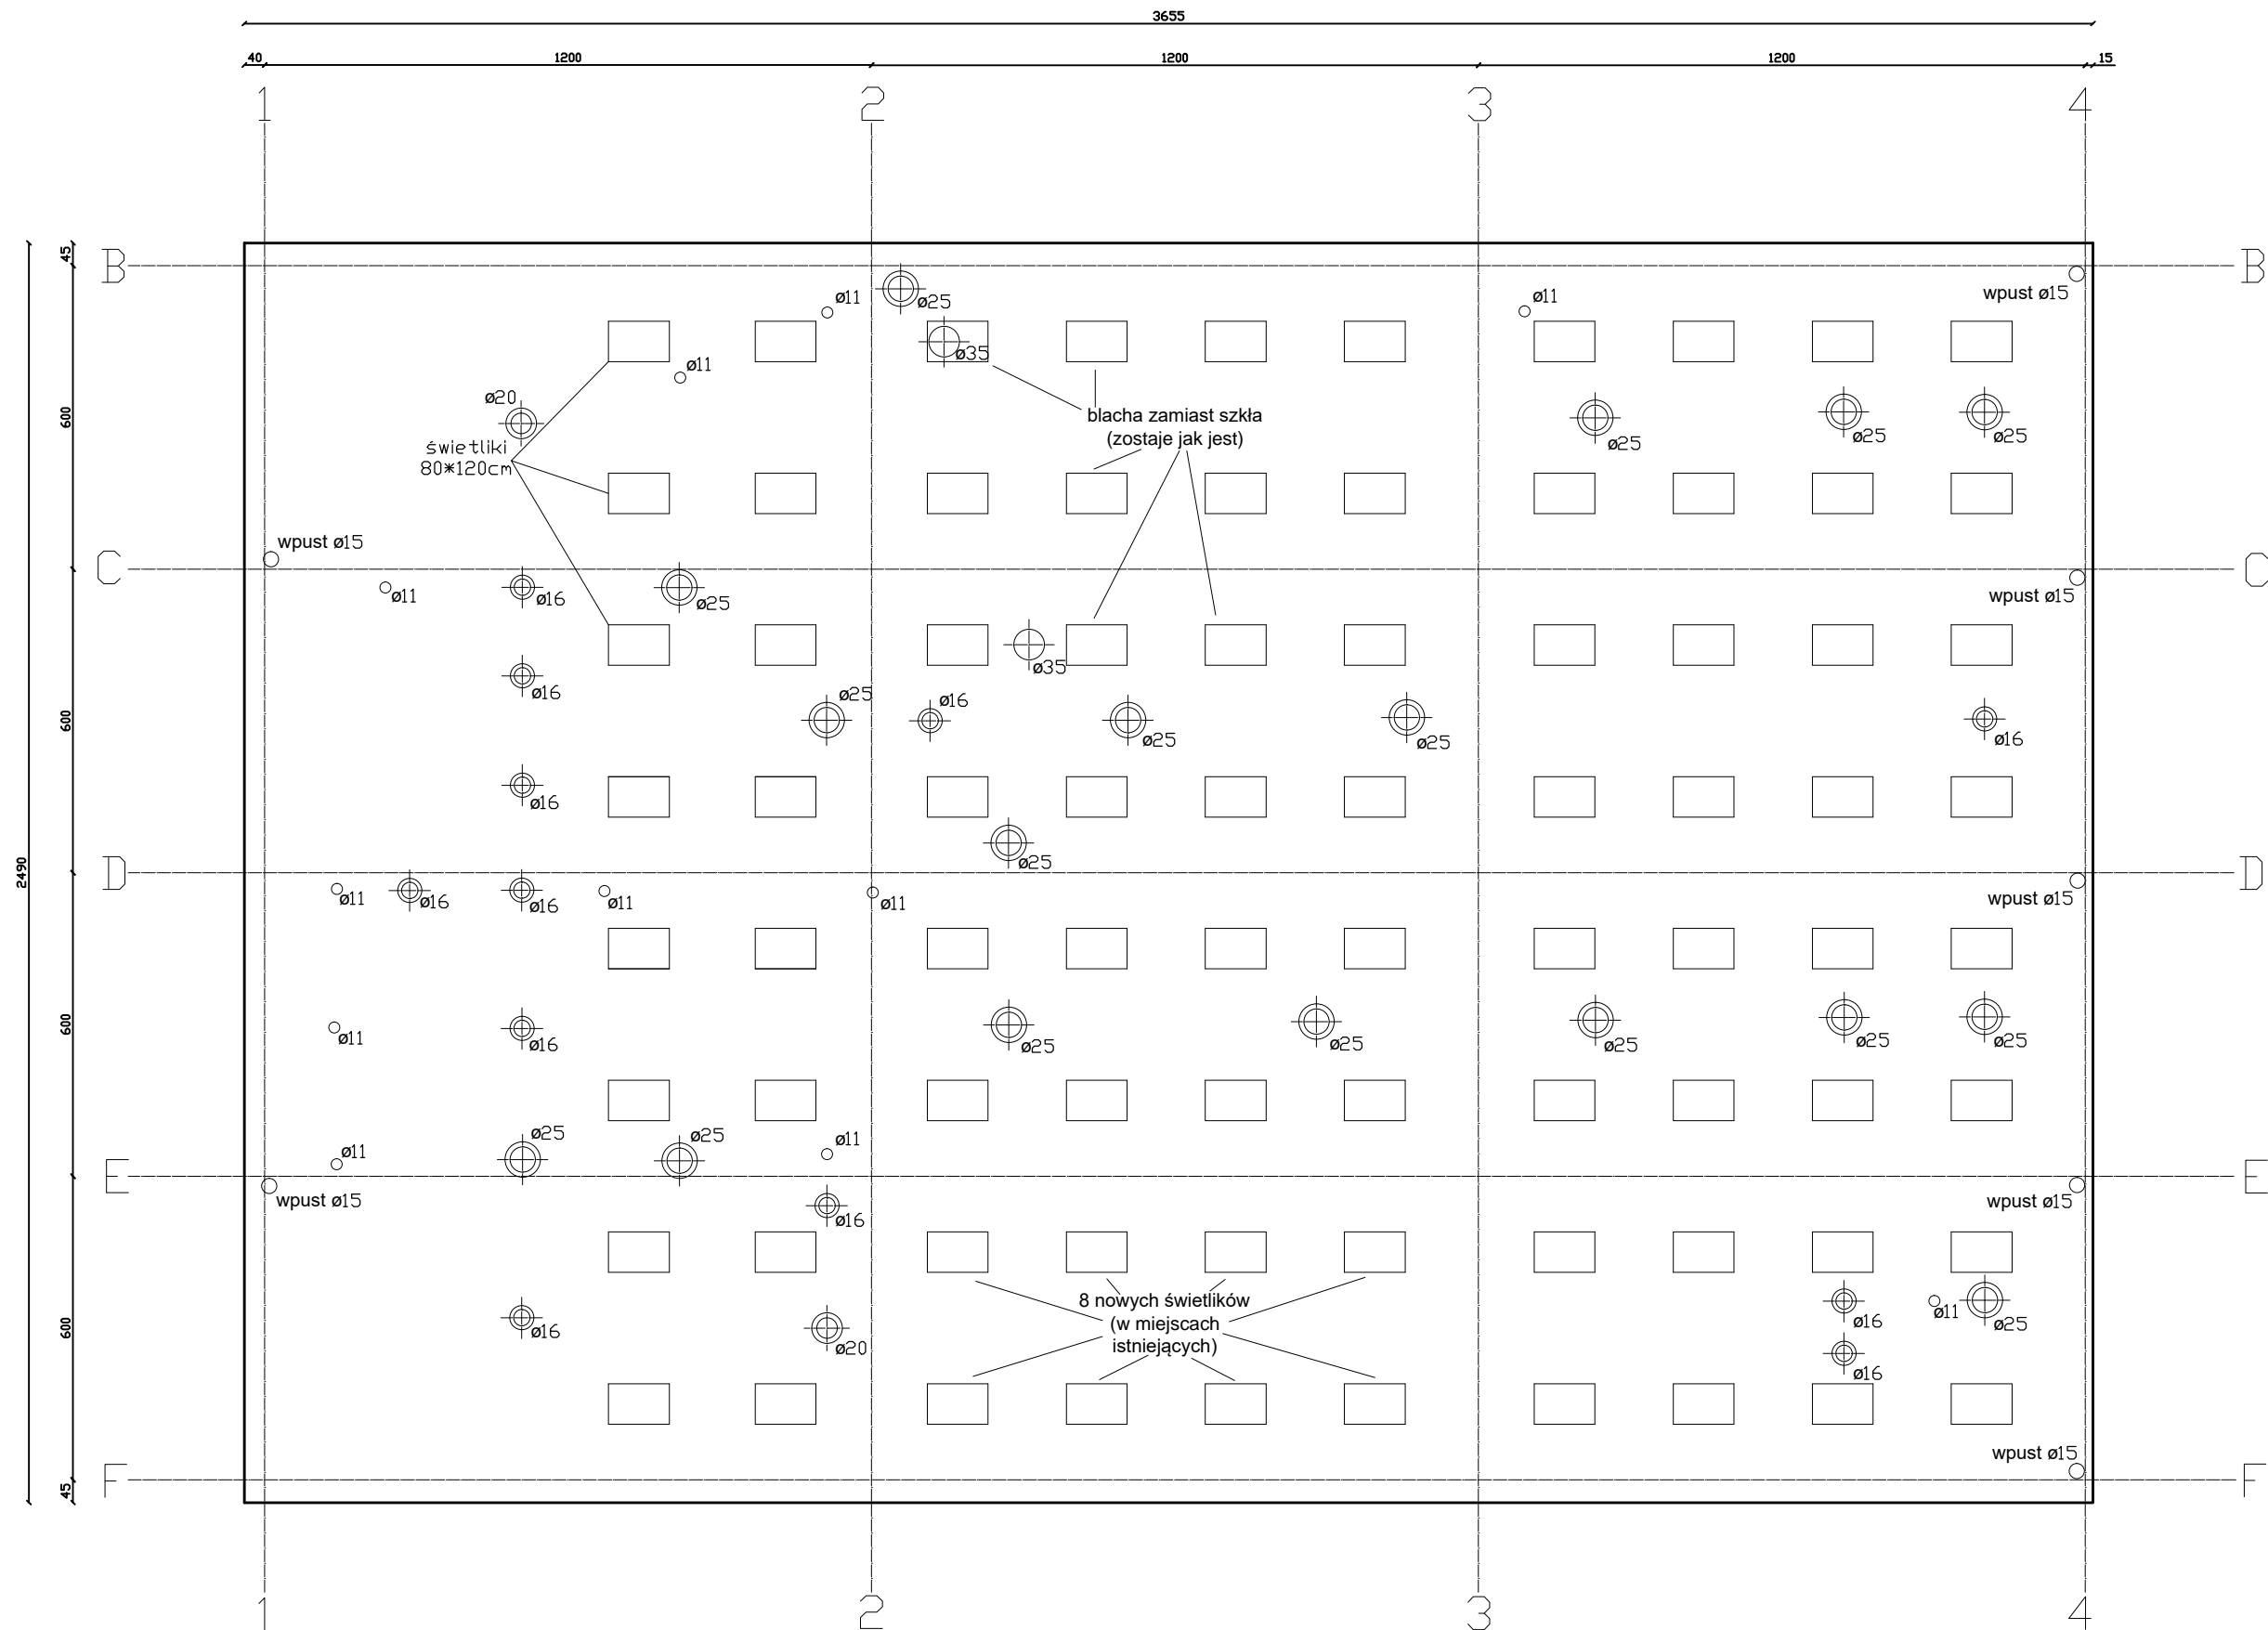 3655
40 1200 1200 1200 15
1 2 3 4
45
B B
wpust ø15
ø11 ø25 ø11
ø35
ø11
ø20
600
blacha zamiast szkła
(zostaje jak jest)
ø25 ø25 ø25
świetliki
80*120cm
wpust ø15
C C
ø11 ø16 ø25
wpust ø15
ø35
ø16 ø25 ø16
600
ø25 ø25 ø16
ø16
ø25
2490
D D
ø11 ø16 ø16 ø11 ø11
wpust ø15
600
ø11 ø16 ø25 ø25 ø25 ø25 ø25
ø25 ø25 ø11
ø11
E E
wpust ø15
wpust ø15
ø16
8 nowych świetlików
(w miejscach
istniejących)
600
ø16 ø20
ø16 ø11 ø25
ø16
wpust ø15
45
F F
1 2 3 4